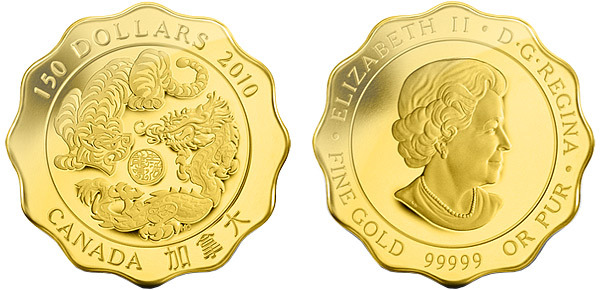 150 DOLLARS 2010
CANADA 加拿大
ELIZABETH II · D·G·REGINA
· FINE GOLD 99999 OR PUR ·